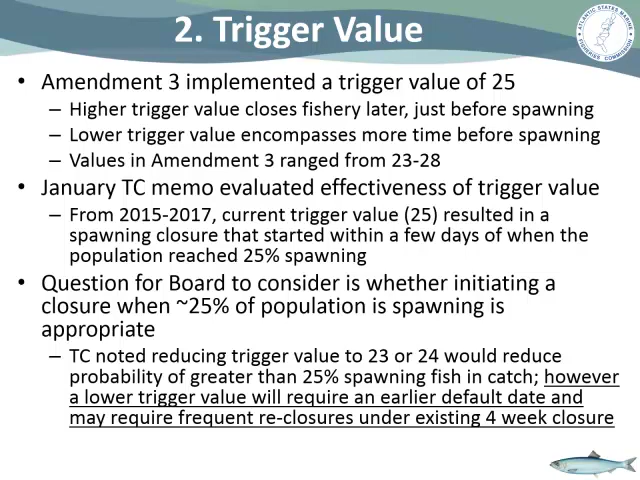 2. Trigger Value
ATLANTIC STATES MARINE
FISHERIES COMMISSION
• Amendment 3 implemented a trigger value of 25
– Higher trigger value closes fishery later, just before spawning
– Lower trigger value encompasses more time before spawning
– Values in Amendment 3 ranged from 23-28
• January TC memo evaluated effectiveness of trigger value
– From 2015-2017, current trigger value (25) resulted in a
spawning closure that started within a few days of when the
population reached 25% spawning
• Question for Board to consider is whether initiating a
closure when ~25% of population is spawning is
appropriate
– TC noted reducing trigger value to 23 or 24 would reduce
probability of greater than 25% spawning fish in catch; however
a lower trigger value will require an earlier default date and
may require frequent re-closures under existing 4 week closure